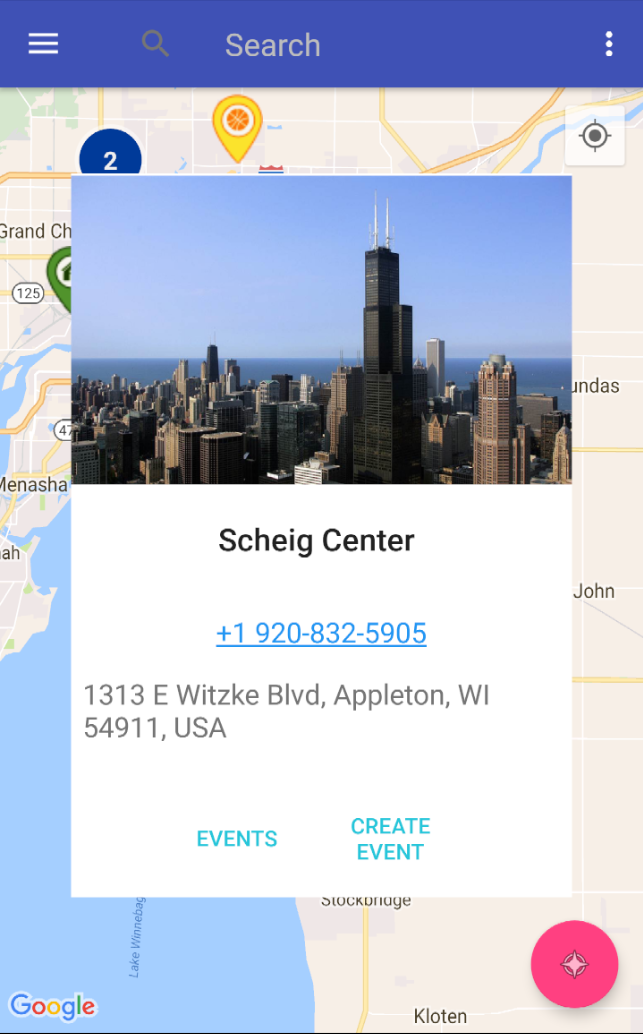 Search
2
Grand Ch
125
undas
47
Menasha
ah
Scheig Center
John
+1 920-832-5905
1313 E Witzke Blvd, Appleton, WI
54911, USA
EVENTS
CREATE
EVENT
Stockbridge
Lake Winnebag
Google
Kloten